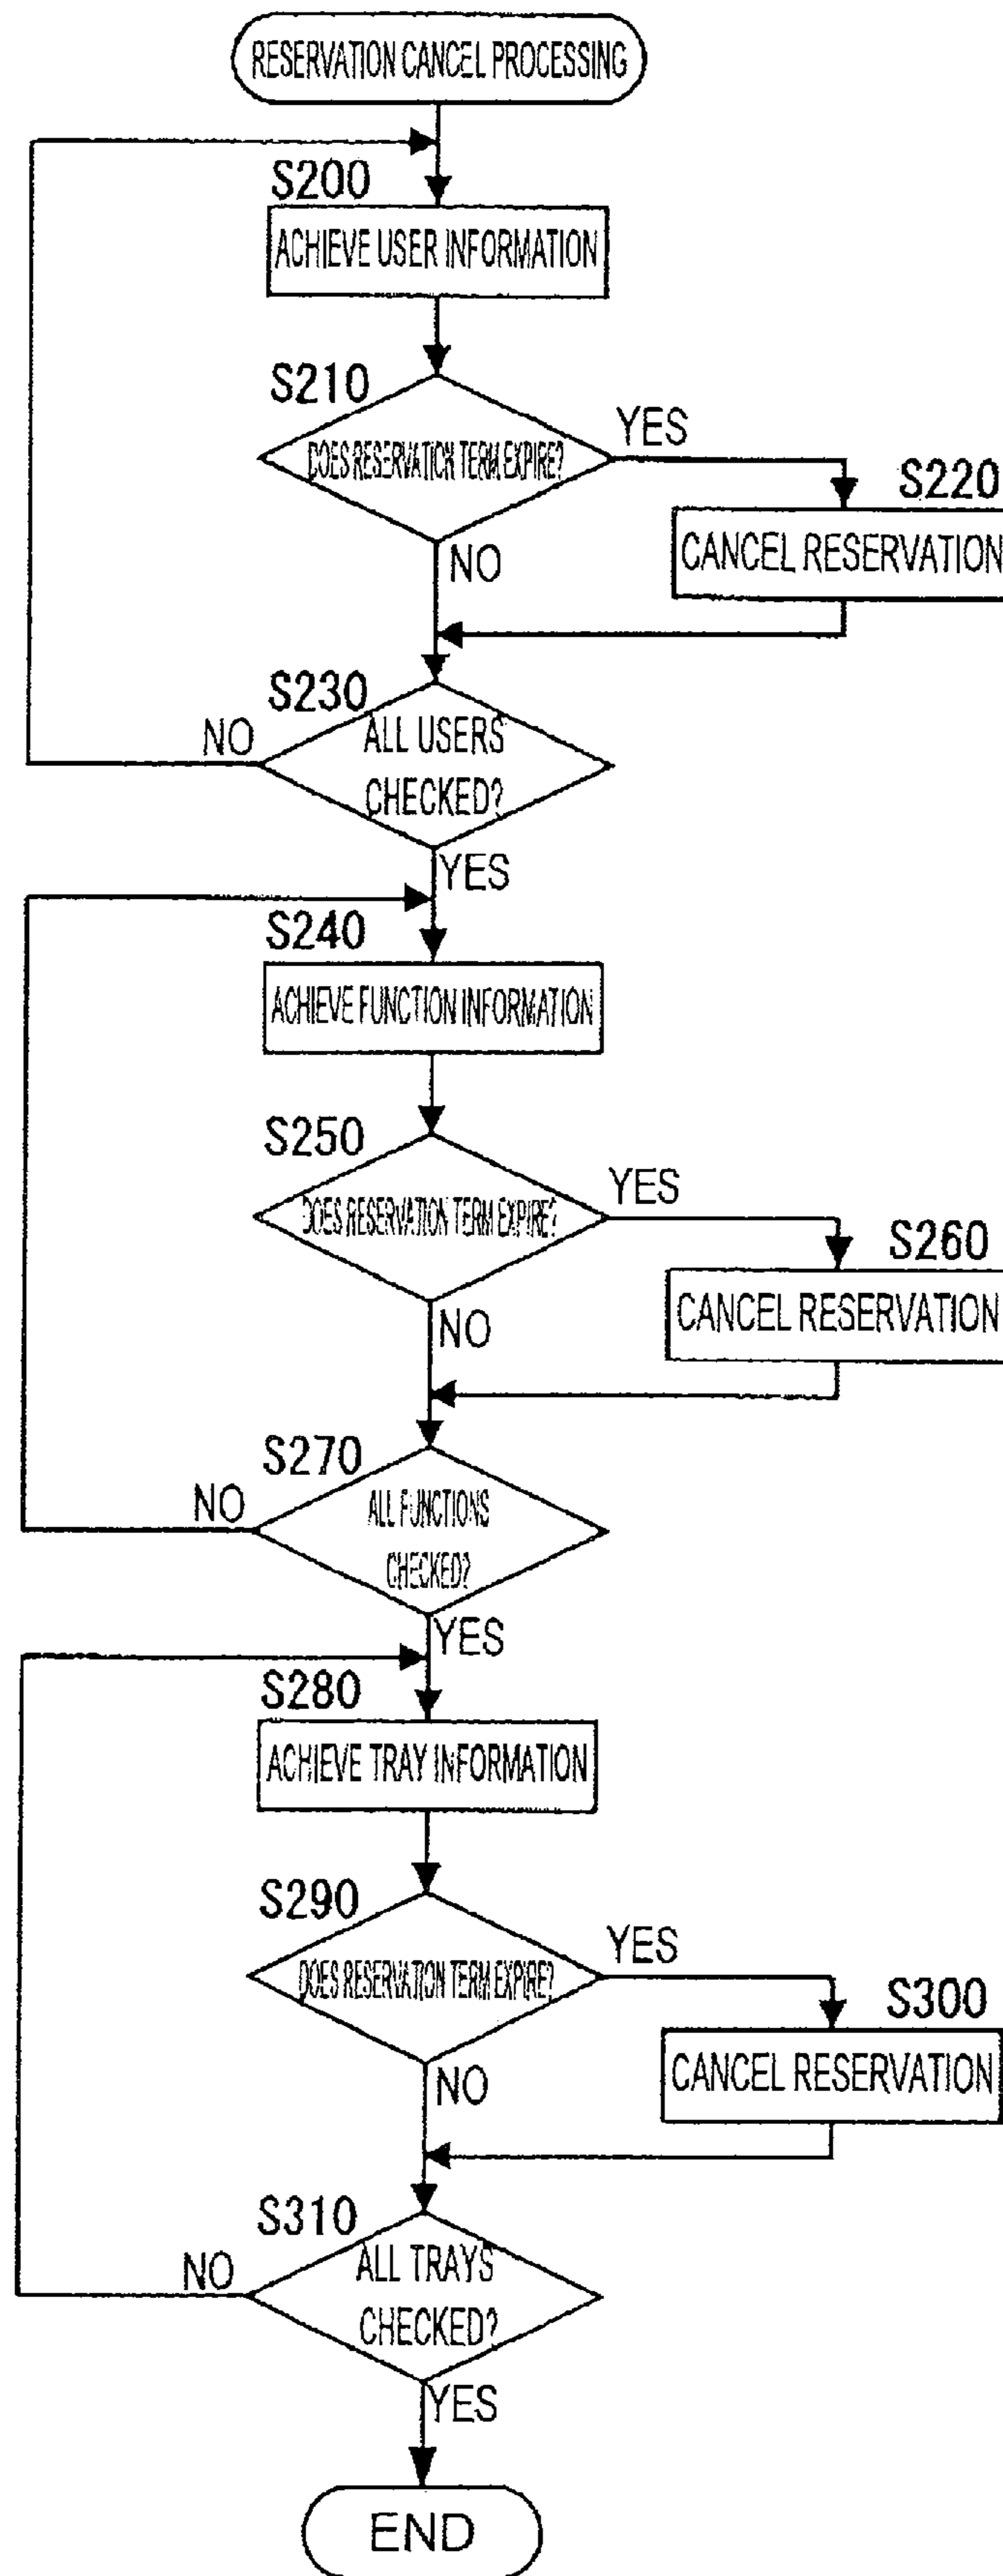 RESERVATION CANCEL PROCESSING
S200
ACHIEVE USER INFORMATION
S210
DOES RESERVATION TERM EXPIRE?
YES
S220
CANCEL RESERVATION
NO
S230
ALL USERS
CHECKED?
NO
YES
S240
ACHIEVE FUNCTION INFORMATION
S250
DOES RESERVATION TERM EXPIRE?
YES
S260
CANCEL RESERVATION
NO
S270
ALL FUNCTIONS
CHECKED?
NO
YES
S280
ACHIEVE TRAY INFORMATION
S290
DOES RESERVATION TERM EXPIRE?
YES
S300
CANCEL RESERVATION
NO
S310
ALL TRAYS
CHECKED?
NO
YES
END